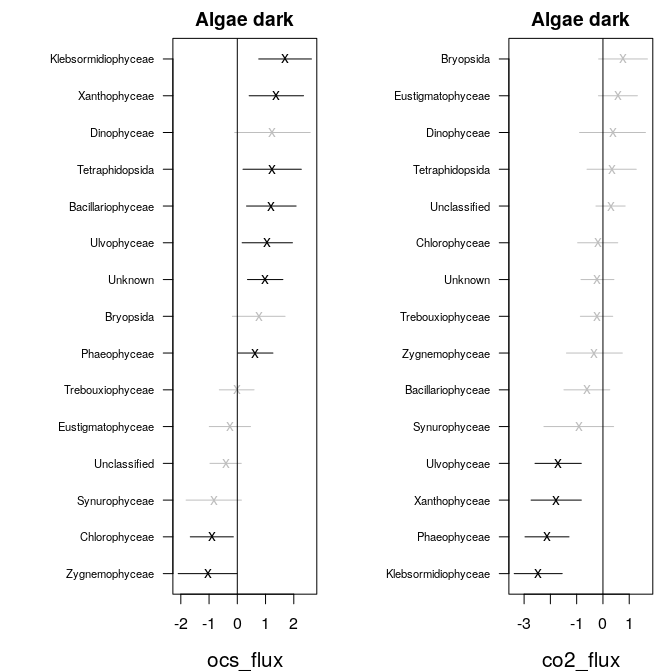 Algae dark
Klebsormidiophyceae
Xanthophyceae
Dinophyceae
Tetraphidopsida
Bacillariophyceae
Ulvophyceae
Unknown
Bryopsida
Phaeophyceae
Trebouxiophyceae
Eustigmatophyceae
Unclassified
Synurophyceae
Chlorophyceae
Zygnemophyceae
-2 -1 0 1 2
ocs_flux
Algae dark
Bryopsida
Eustigmatophyceae
Dinophyceae
Tetraphidopsida
Unclassified
Chlorophyceae
Unknown
Trebouxiophyceae
Zygnemophyceae
Bacillariophyceae
Synurophyceae
Ulvophyceae
Xanthophyceae
Phaeophyceae
Klebsormidiophyceae
-3 -1 0 1
co2_flux